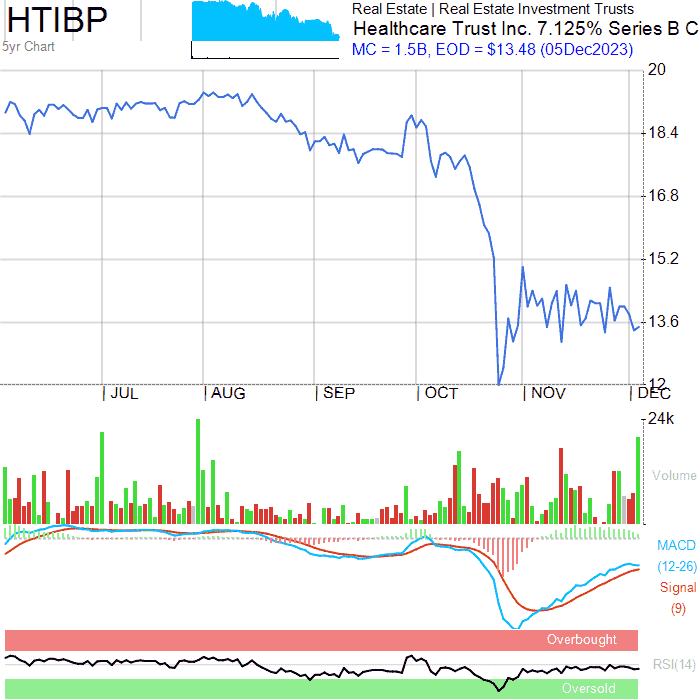 HTIBP
5yr Chart
Real Estate | Real Estate Investment Trusts
Healthcare Trust Inc. 7.125% Series B C
MC = 1.5B, EOD = $13.48 (05Dec2023)
20
18.4
16.8
15.2
13.6
12
JUL AUG SEP OCT NOV DEC
24k
Volume
MACD
(12-26)
Signal
(9)
Overbought
RSI(14)
Oversold